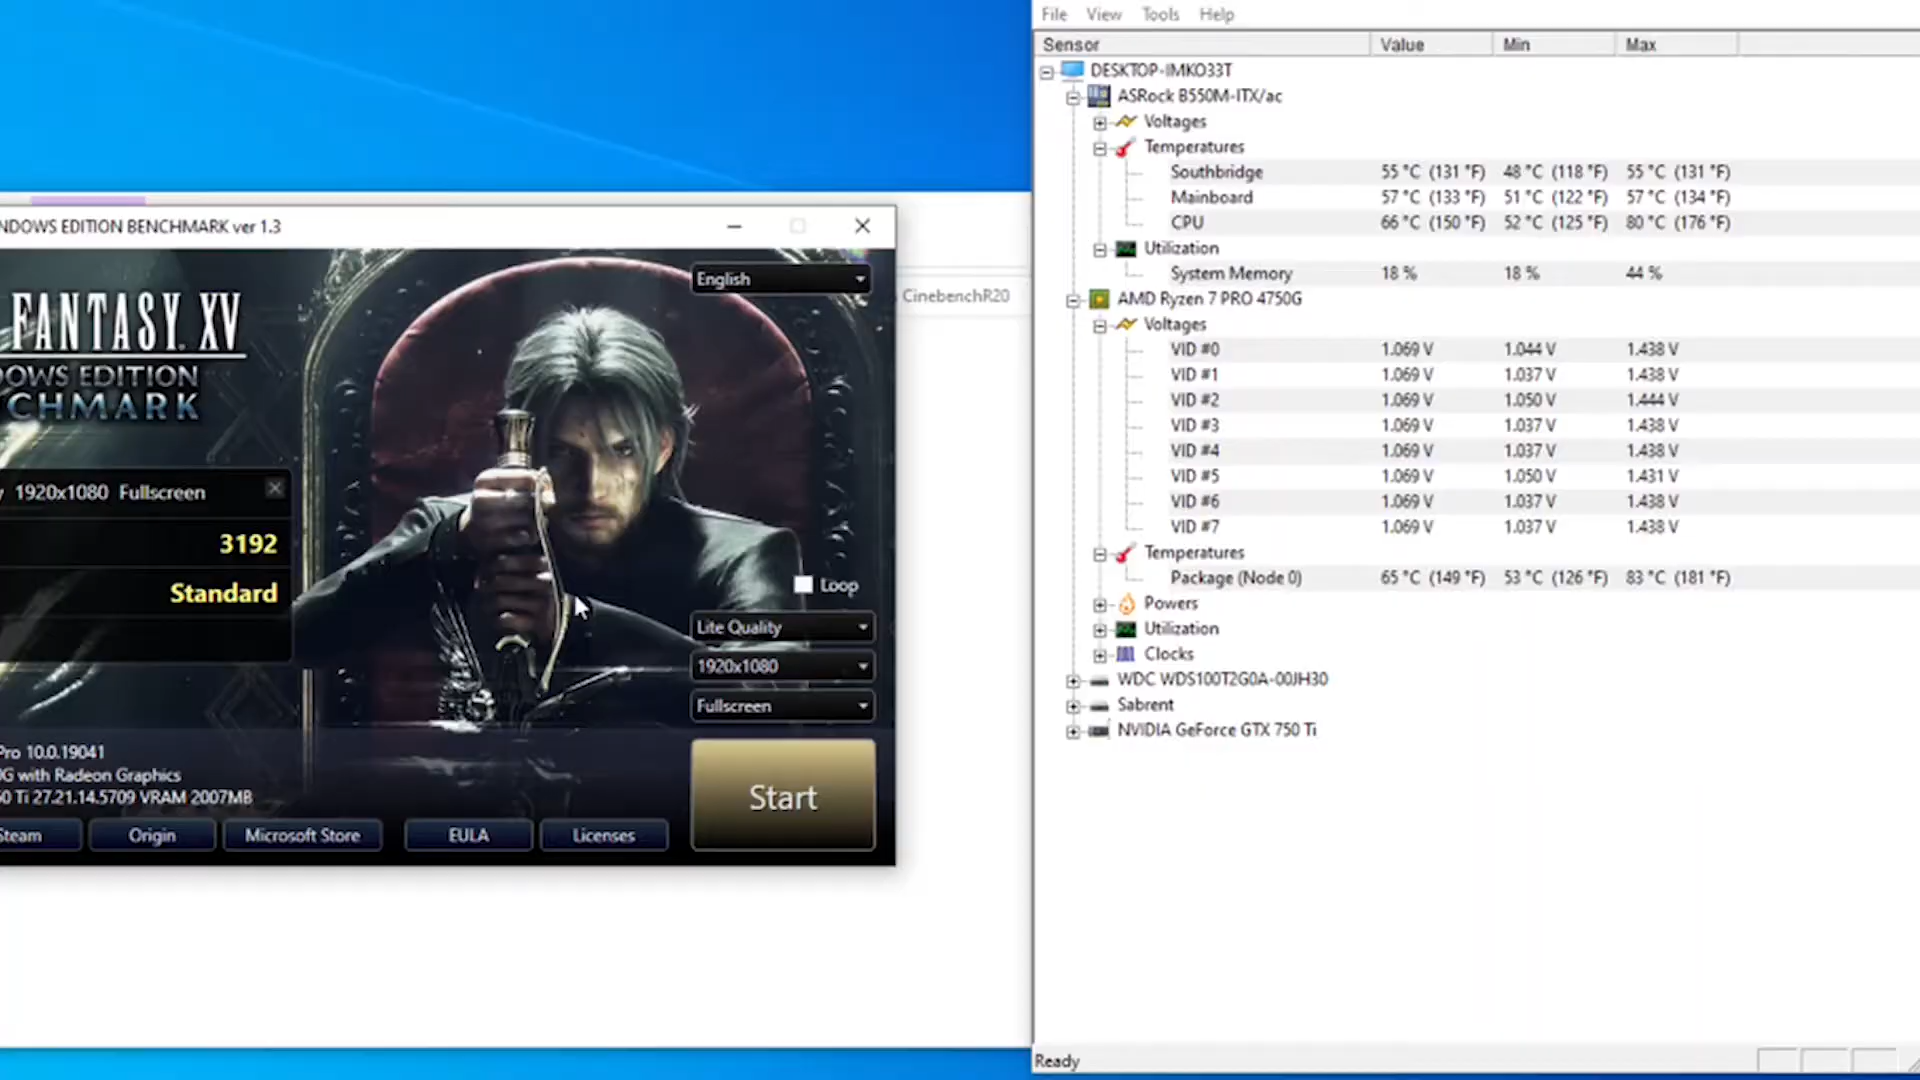 NDOWS EDITION BENCHMARK ver 1.3
English
FANTASY XV
DOWS EDITION
CHMARK
1920x1080 Fullscreen
3192
Standard
Loop
Lite Quality
1920x1080
Fullscreen
Pro 10.0.19041
G with Radeon Graphics
0 Ti 27.21.14.5709 VRAM 2007MB
Start
Steam
Origin
Microsoft Store
EULA
Licenses
CinebenchR20
File View Tools Help
Sensor Value Min Max
DESKTOP-IMKO33T
ASRock B550M-ITX/ac
Voltages
Temperatures
Southbridge 55 °C (131 °F) 48 °C (118 °F) 55 °C (131 °F)
Mainboard 57 °C (133 °F) 51 °C (122 °F) 57 °C (134 °F)
CPU 66 °C (150 °F) 52 °C (125 °F) 80 °C (176 °F)
Utilization
System Memory 18 % 18 % 44 %
AMD Ryzen 7 PRO 4750G
Voltages
VID #0 1.069 V 1.044 V 1.438 V
VID #1 1.069 V 1.037 V 1.438 V
VID #2 1.069 V 1.050 V 1.444 V
VID #3 1.069 V 1.037 V 1.438 V
VID #4 1.069 V 1.037 V 1.438 V
VID #5 1.069 V 1.050 V 1.431 V
VID #6 1.069 V 1.037 V 1.438 V
VID #7 1.069 V 1.037 V 1.438 V
Temperatures
Package (Node 0) 65 °C (149 °F) 53 °C (126 °F) 83 °C (181 °F)
Powers
Utilization
Clocks
WDC WDS100T2G0A-00JH30
Sabrent
NVIDIA GeForce GTX 750 Ti
Ready